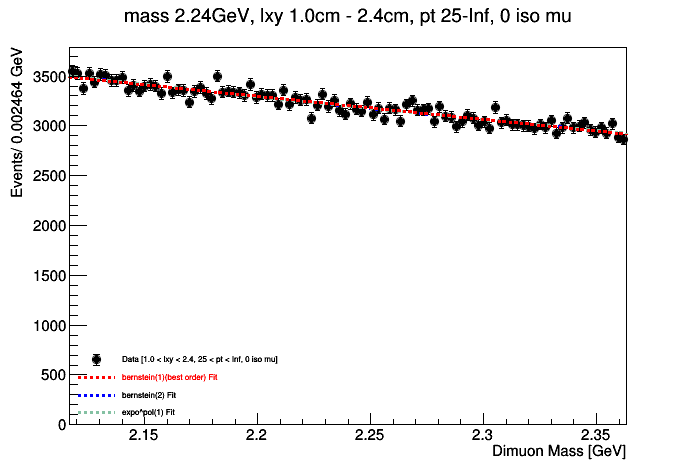 mass 2.24GeV, lxy 1.0cm - 2.4cm, pt 25-Inf, 0 iso mu
Events/ 0.002464 GeV
3500
3000
2500
2000
1500
1000
500
0
Data [1.0 < lxy < 2.4, 25 < pt < Inf, 0 iso mu]
bernstein(1)(best order) Fit
bernstein(2) Fit
expo*pol(1) Fit
2.15
2.2
2.25
2.3
2.35
Dimuon Mass [GeV]